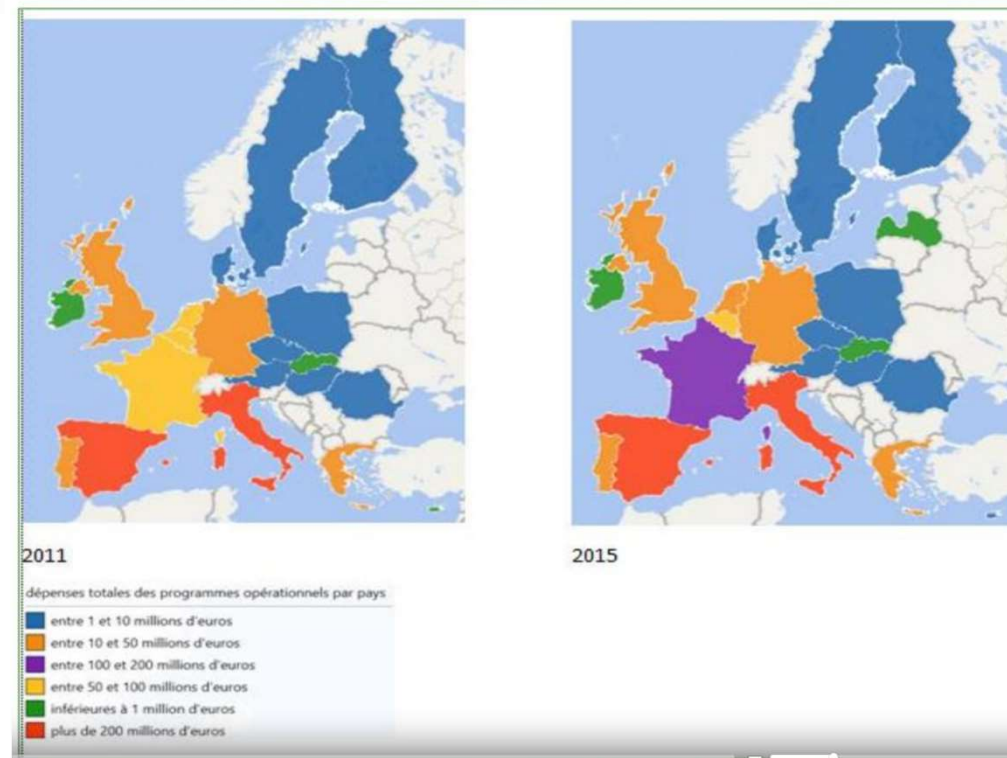 2011
2015
dépenses totales des programmes opérationnels par pays
entre 1 et 10 millions d'euros
entre 10 et 50 millions d'euros
entre 100 et 200 millions d'euros
entre 50 et 100 millions d'euros
inférieures à 1 million d'euros
plus de 200 millions d'euros